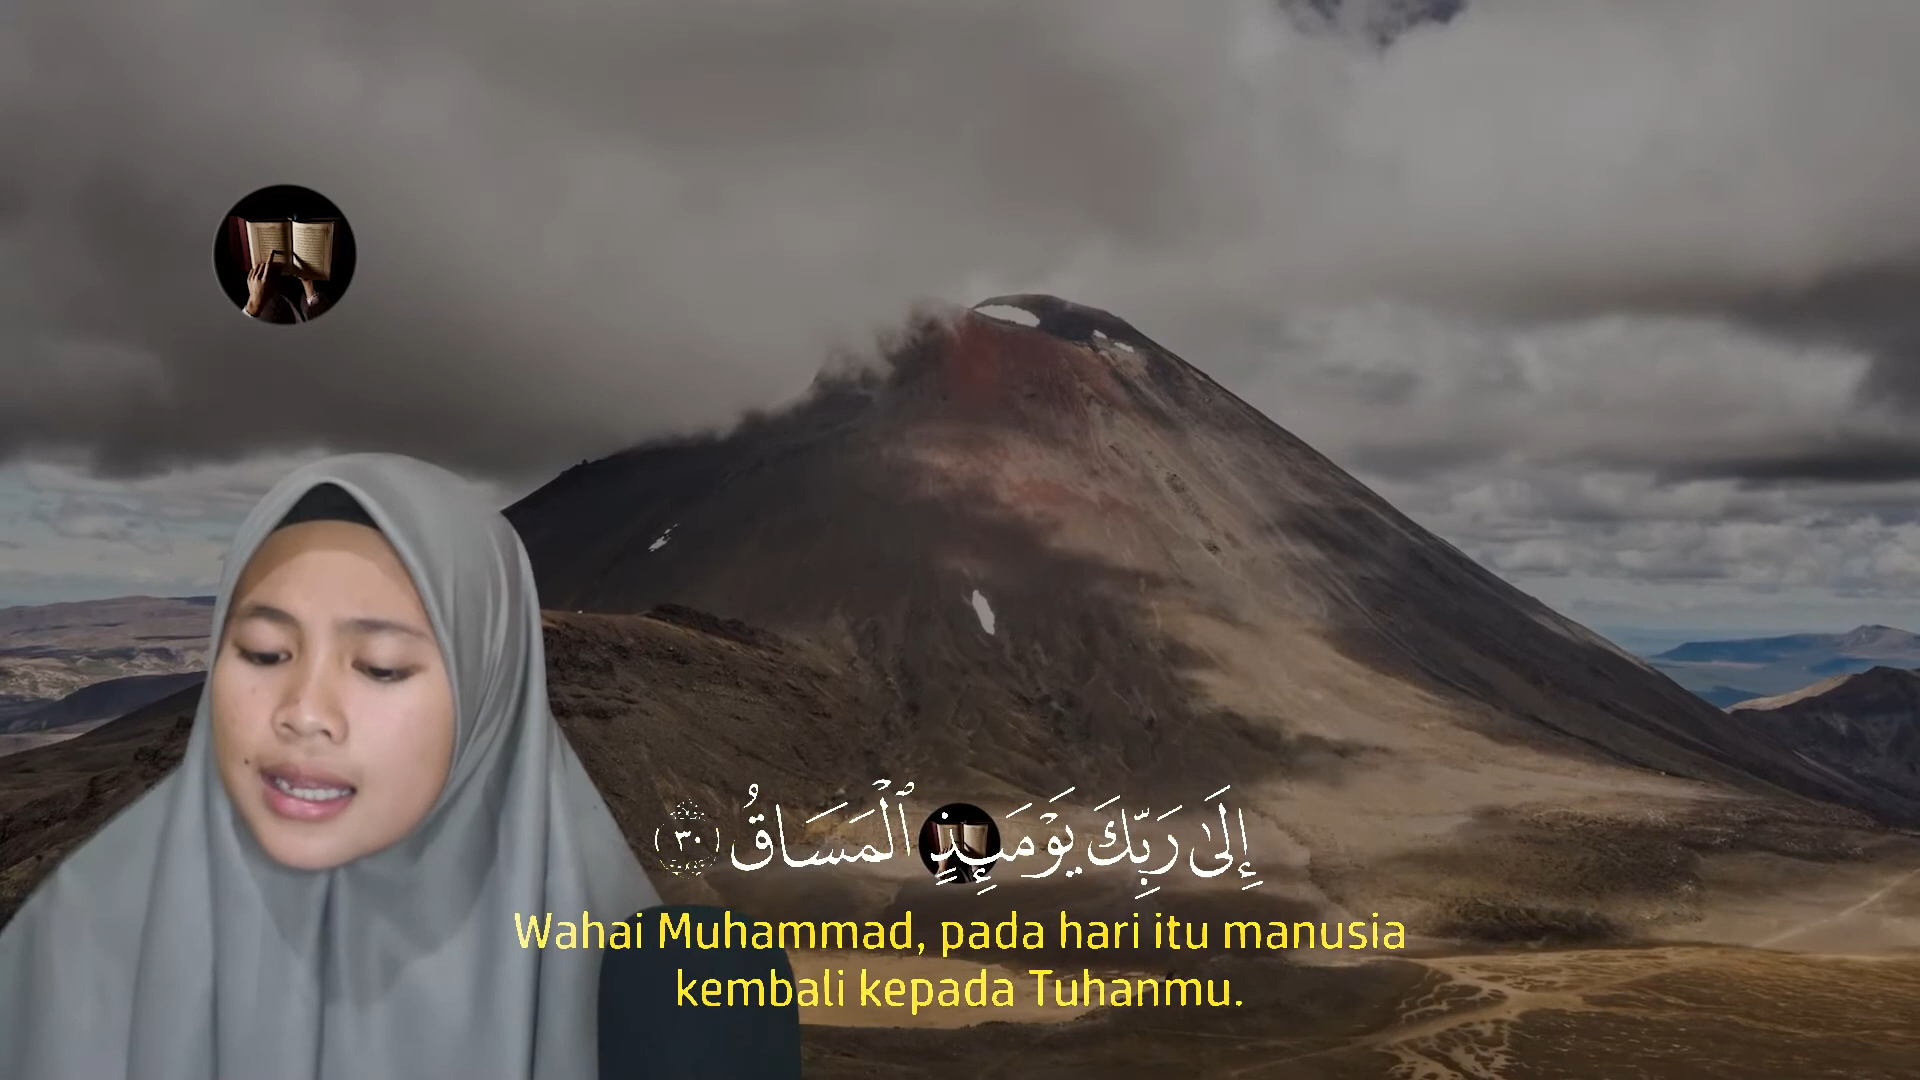 إِلَىٰ رَبِّكَ يَوْمَئِذٍ ٱلْمَسَاقُ ٣٠
Wahai Muhammad, pada hari itu manusia
kembali kepada Tuhanmu.